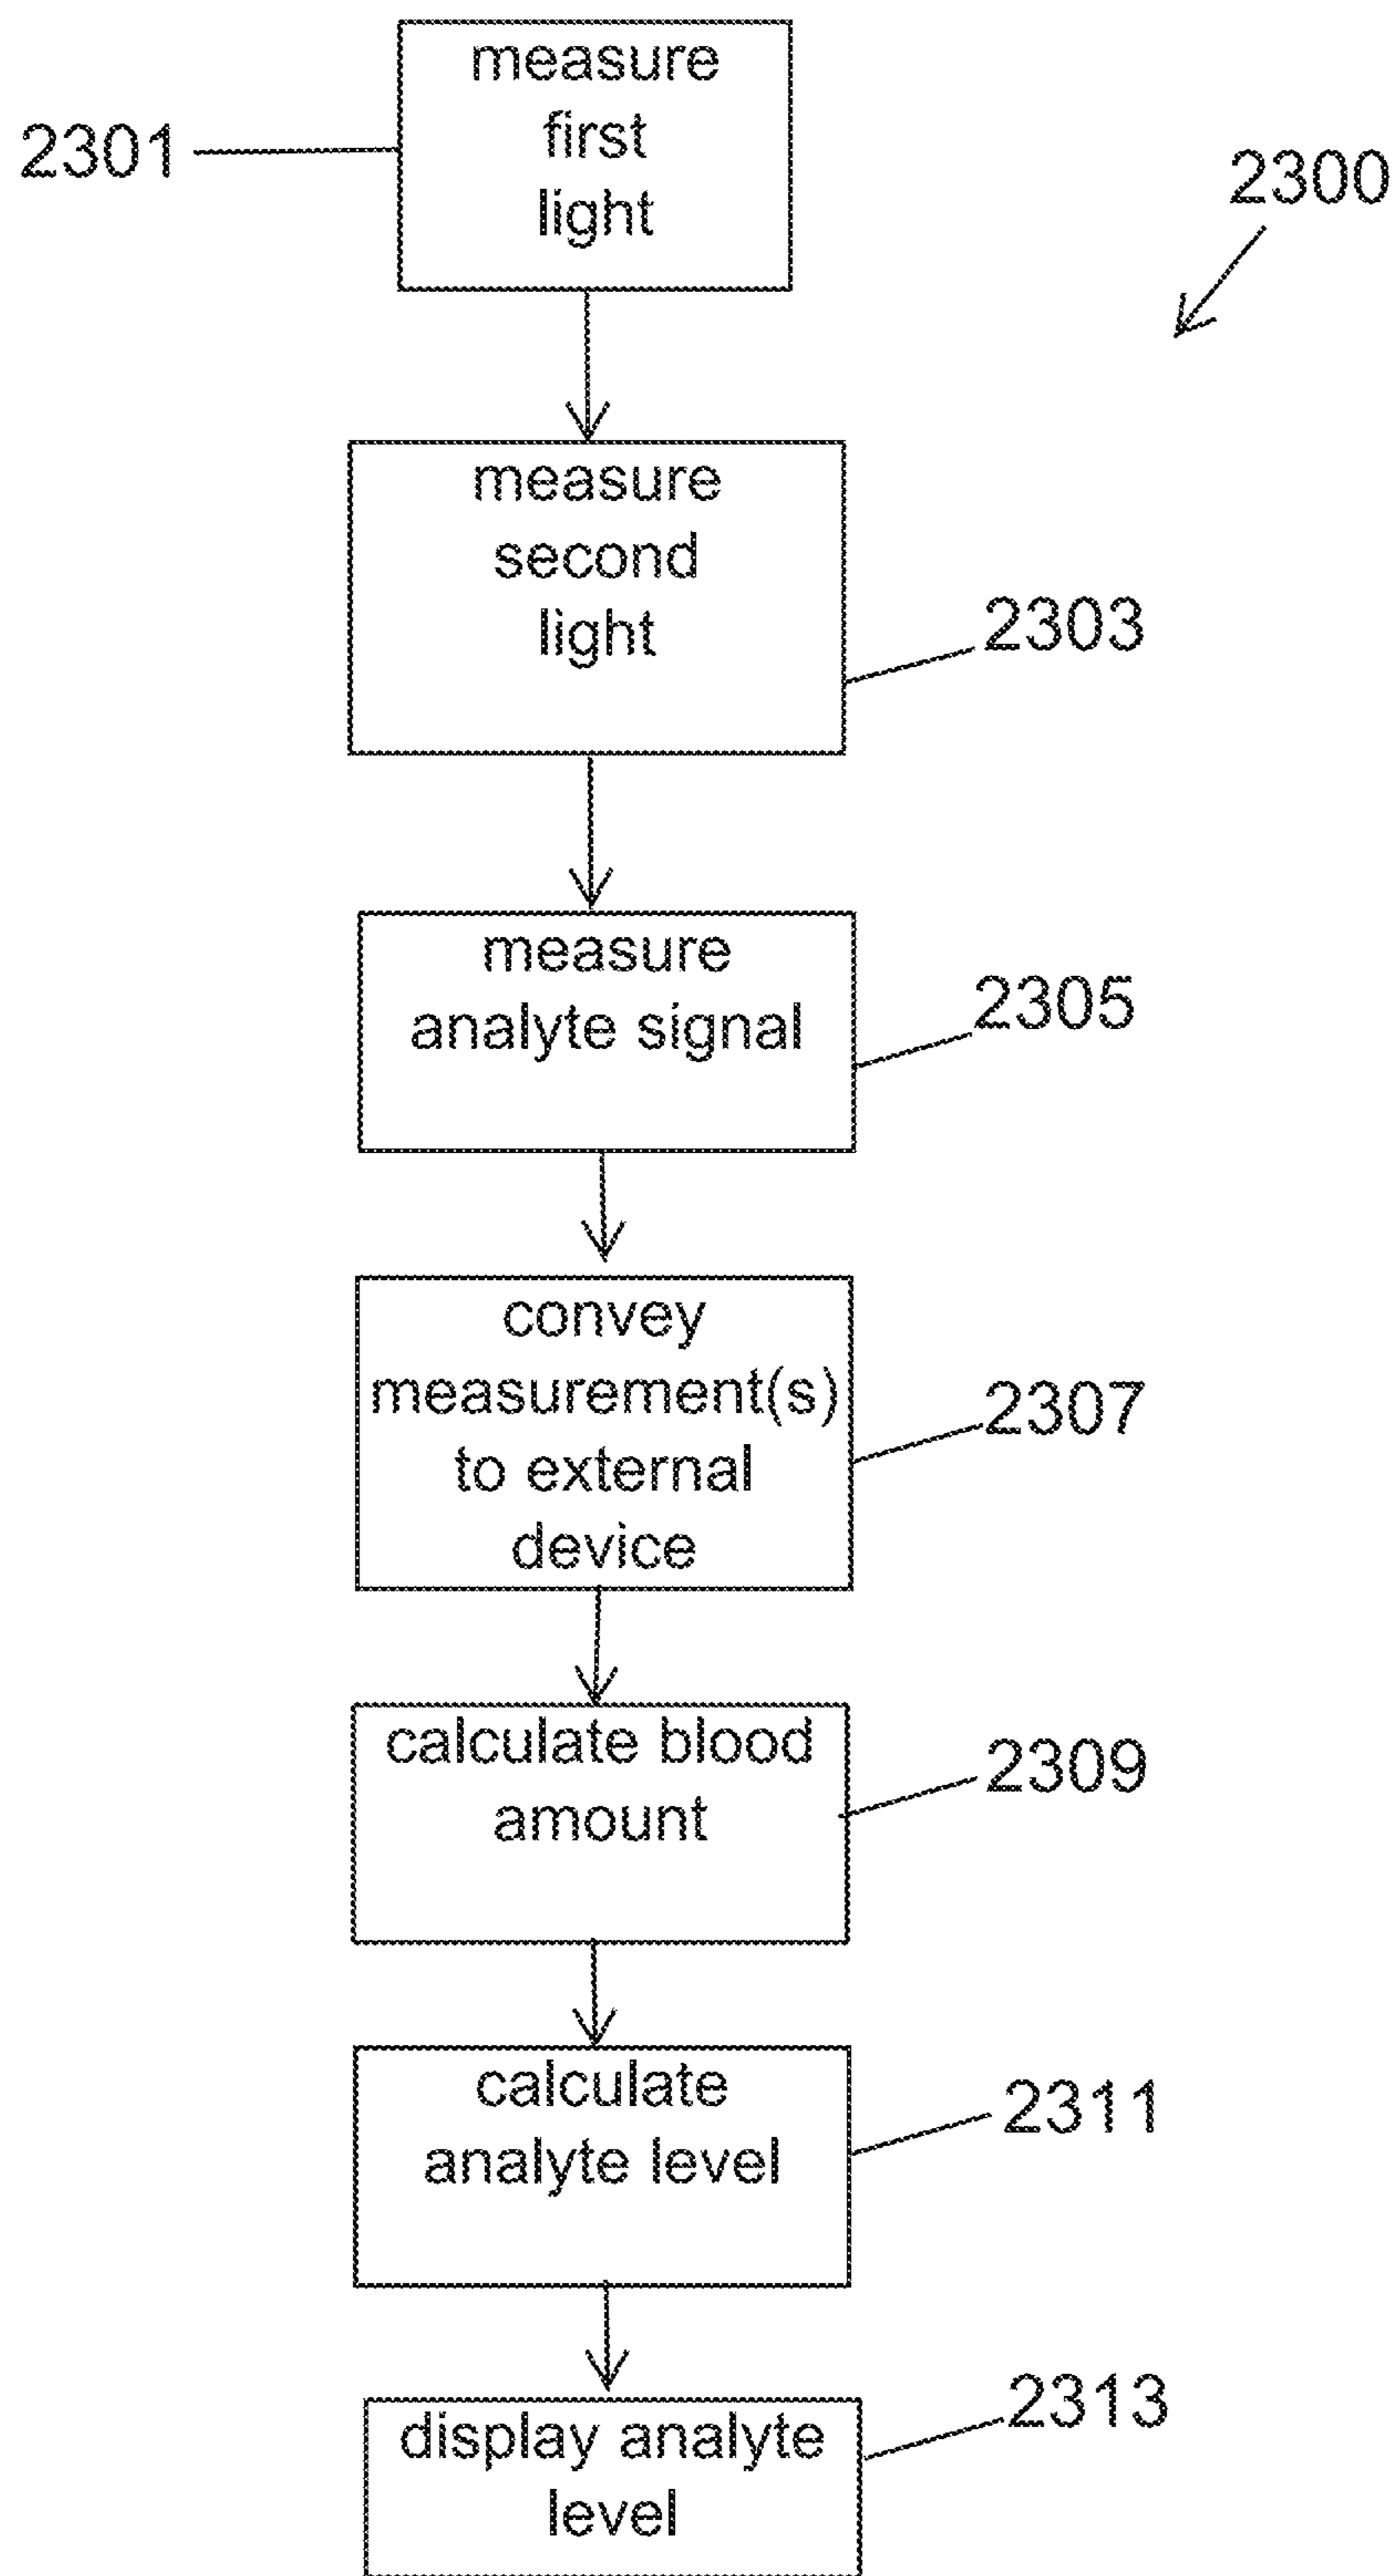 measure
first
light
2301
2300
measure
second
light
2303
measure
analyte signal
2305
convey
measurement(s)
to external
device
2307
calculate blood
amount
2309
calculate
analyte level
2311
display analyte
level
2313